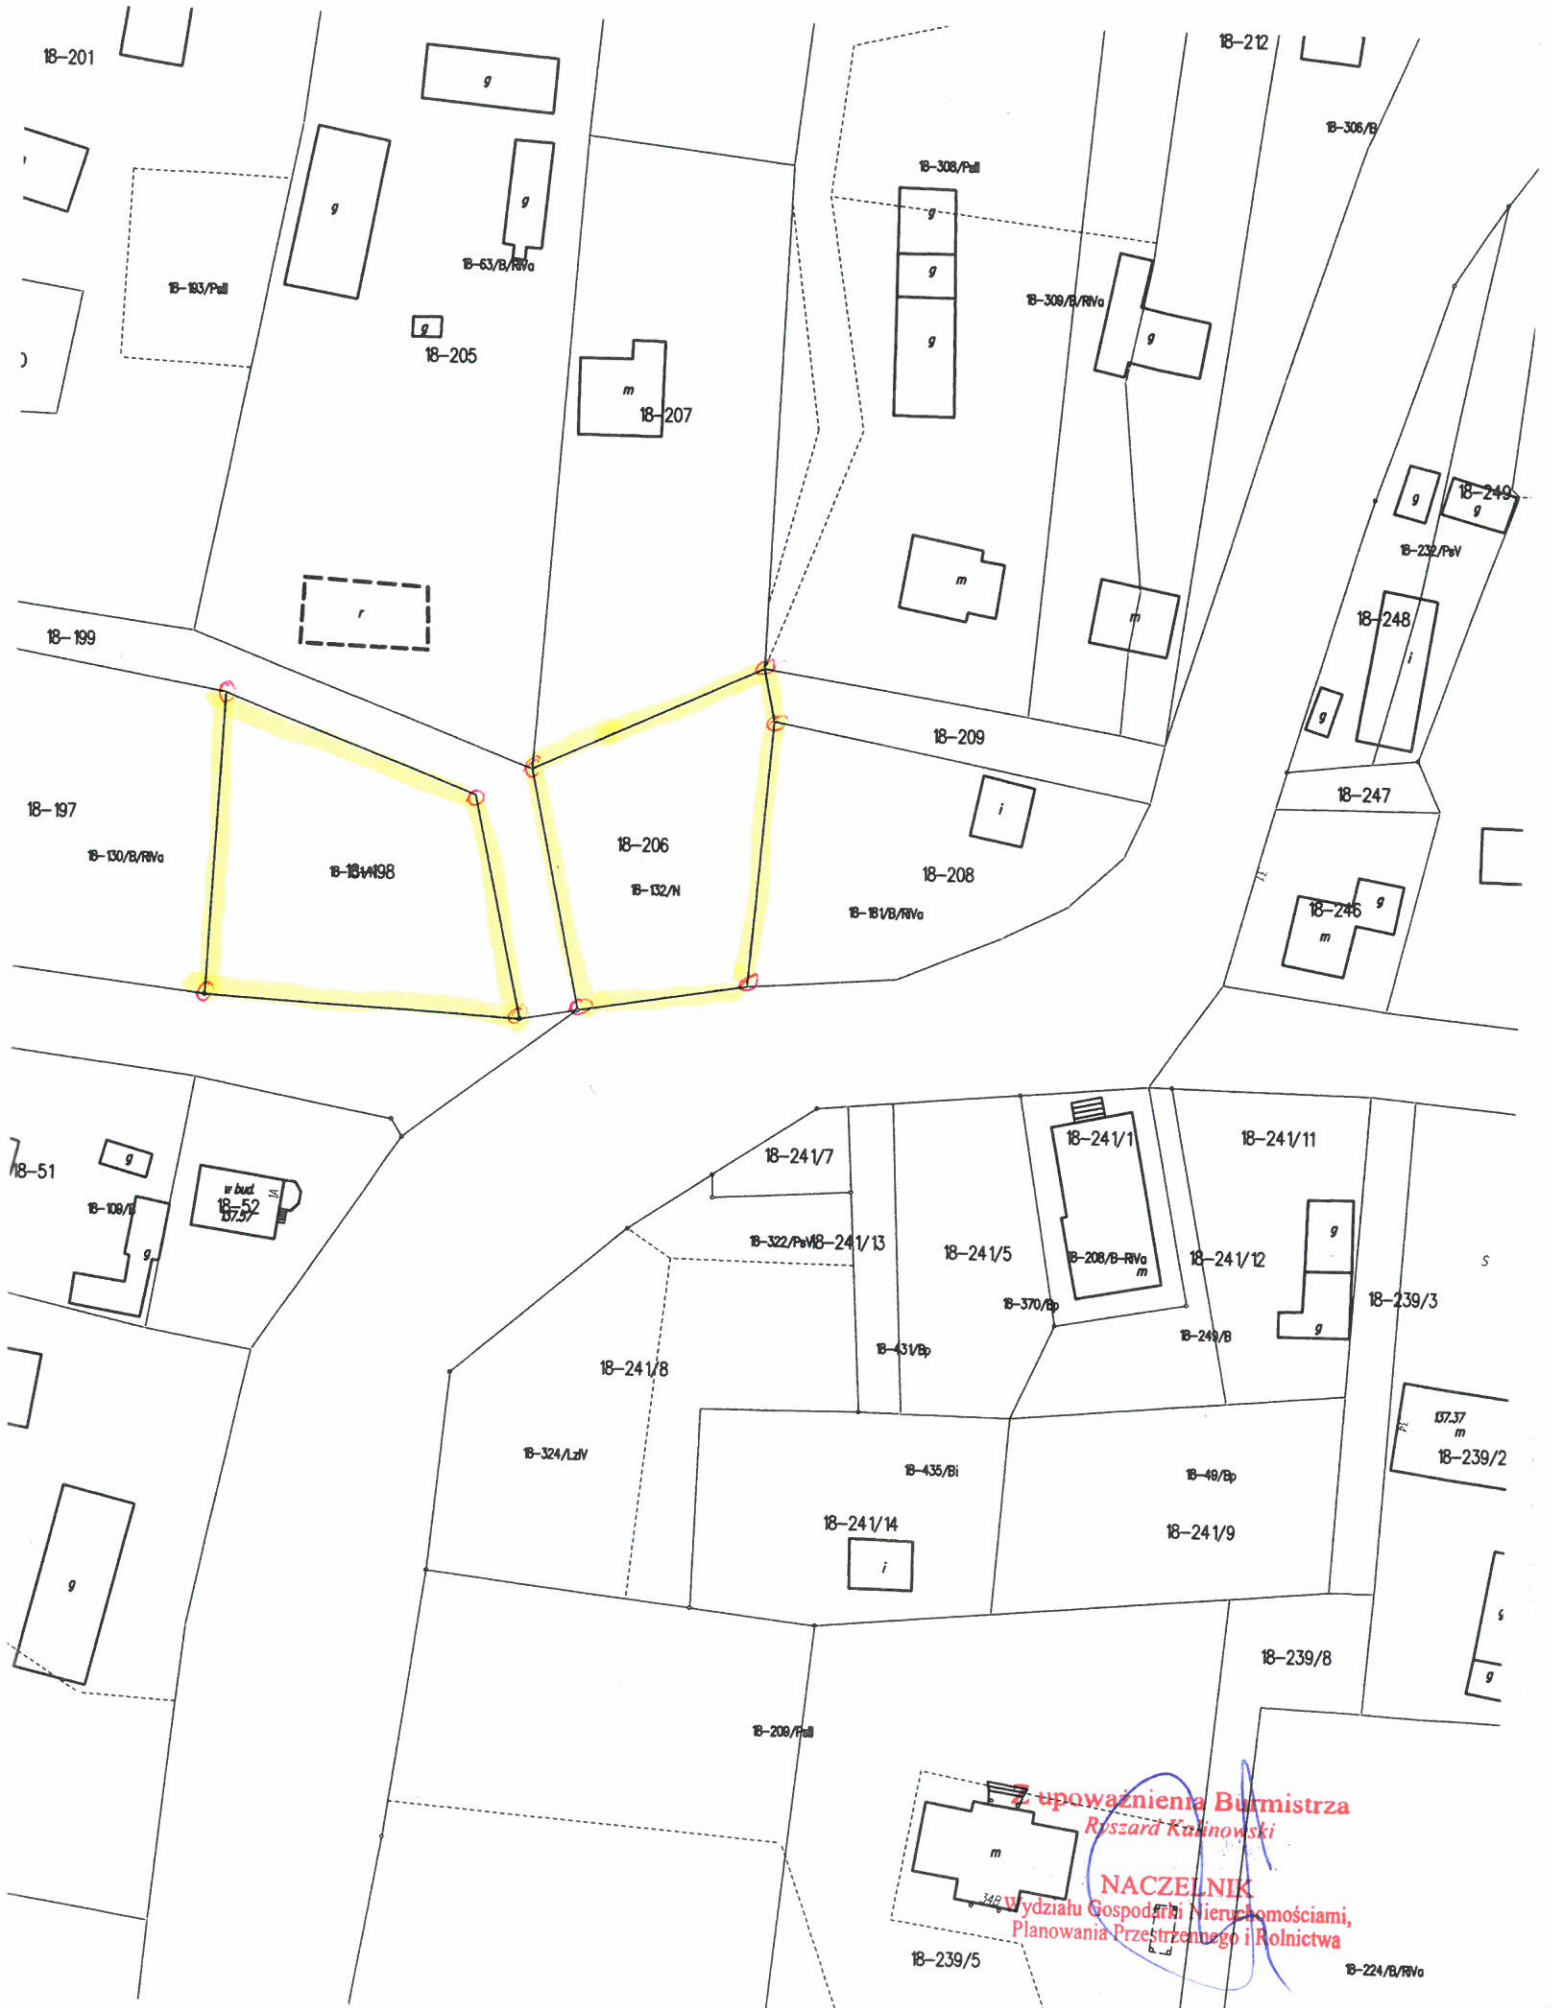 18-201
g
18-212
18-306/B
18-308/PsII
g
g
g
18-63/B/RIVa
18-193/PsII
g
g
g
18-309/B/RIVa
g
g
18-205
m
18-207
g
18-249
g
18-232/PsV
m
r
m
18-248
i
18-199
g
18-209
18-247
18-197
i
18-206
18-130/B/RIVa
18-132/N
18-208
18-181/B/RIVa
g
18-246
m
18-241/1
18-241/11
18-241/7
g
18-51
w bud.
18-52
137.57
18-109/B
g
18-322/PsVI
18-241/13
18-241/5
18-208/B-RIVa
m
18-241/12
g
S
18-370/Bp
18-239/3
18-249/B
g
18-431/Bp
18-241/8
137.37
m
18-239/2
18-324/LzIV
18-435/Bi
18-49/Bp
18-241/14
18-241/9
i
g
g
18-239/8
g
18-209/PsII
Z upoważnienia Burmistrza
Ryszard Kalinowski
m
NACZELNIK
34B
Wydziału Gospodarki Nieruchomościami,
Planowania Przestrzennego i Rolnictwa
18-239/5
18-224/B/RIVa